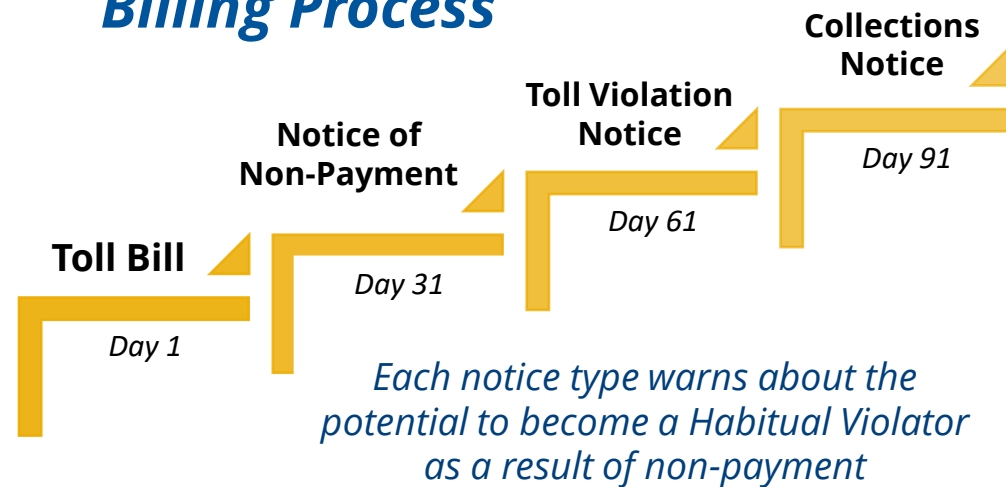 Billing Process
Toll Bill
Day 1
Notice of
Non-Payment
Day 31
Toll Violation
Notice
Day 61
Collections
Notice
Day 91
Each notice type warns about the
potential to become a Habitual Violator
as a result of non-payment